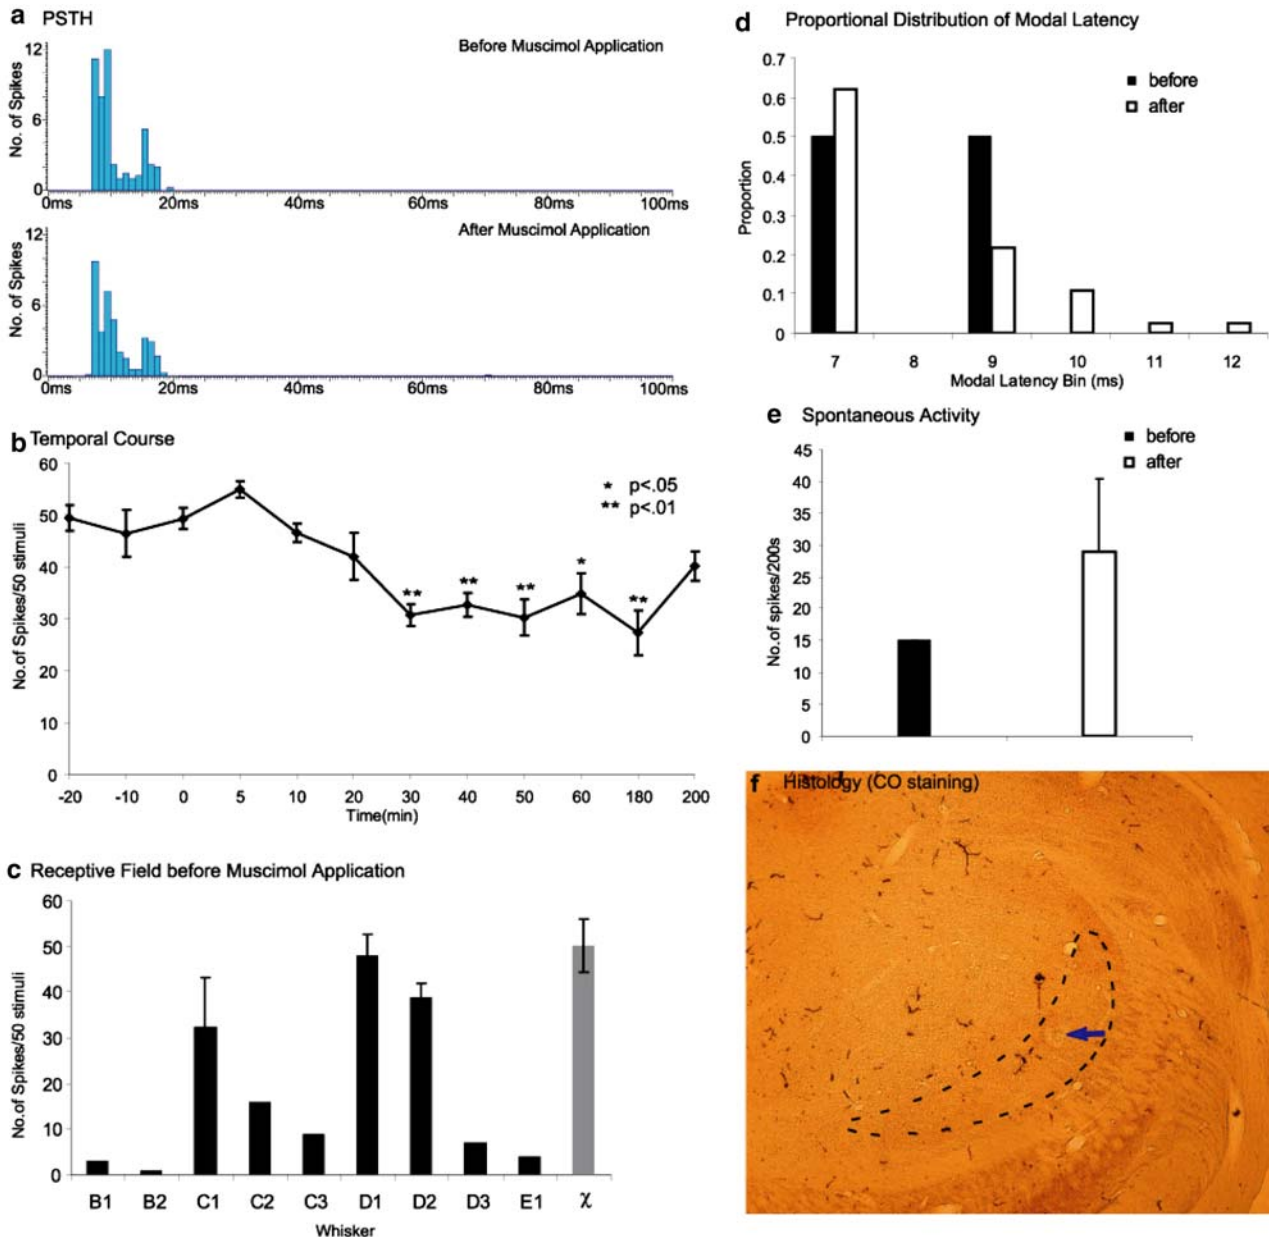 a PSTH
Before Muscimol Application
No. of Spikes
12
6
0
0ms 20ms 40ms 60ms 80ms 100ms
After Muscimol Application
No. of Spikes
12
6
0
0ms 20ms 40ms 60ms 80ms 100ms
b Temporal Course
* p<.05
** p<.01
No.of Spikes/50 stimuli
60
50
40
30
20
10
0
** ** ** * **
-20 -10 0 5 10 20 30 40 50 60 180 200
Time(min)
c Receptive Field before Muscimol Application
No.of Spikes/50 stimuli
60
50
40
30
20
10
0
B1 B2 C1 C2 C3 D1 D2 D3 E1 χ
Whisker
d Proportional Distribution of Modal Latency
before
after
Proportion
0.7
0.6
0.5
0.4
0.3
0.2
0.1
0
7 8 9 10 11 12
Modal Latency Bin (ms)
e Spontaneous Activity
before
after
No.of spikes/200s
45
40
35
30
25
20
15
10
5
0
f Histology (CO staining)